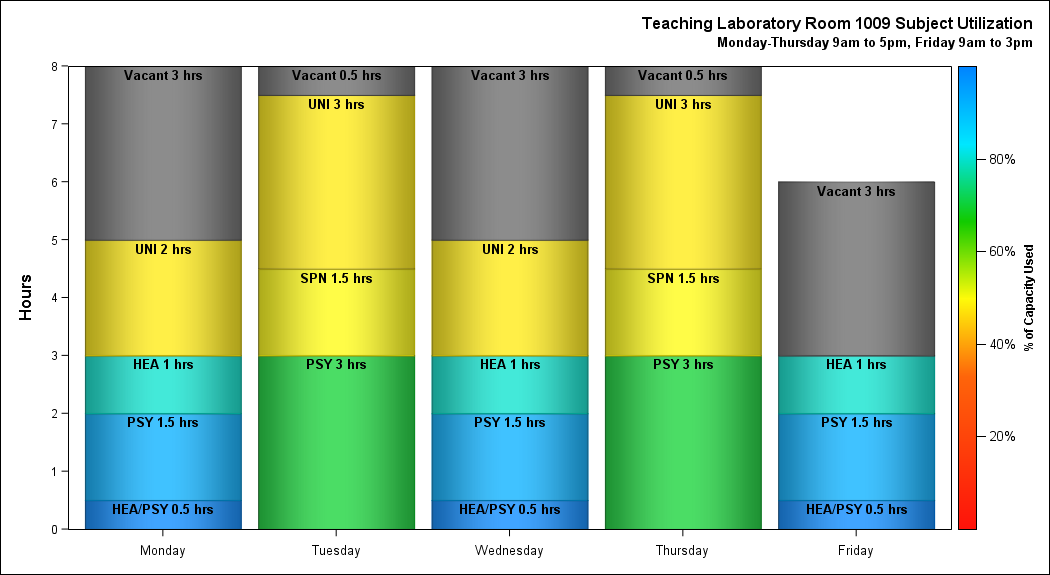 Teaching Laboratory Room 1009 Subject Utilization
Monday-Thursday 9am to 5pm, Friday 9am to 3pm
Hours
8
7
6
5
4
3
2
1
0
Vacant 3 hrs
UNI 2 hrs
HEA 1 hrs
PSY 1.5 hrs
HEA/PSY 0.5 hrs
Monday
Vacant 0.5 hrs
UNI 3 hrs
SPN 1.5 hrs
PSY 3 hrs
Tuesday
Vacant 3 hrs
UNI 2 hrs
HEA 1 hrs
PSY 1.5 hrs
HEA/PSY 0.5 hrs
Wednesday
Vacant 0.5 hrs
UNI 3 hrs
SPN 1.5 hrs
PSY 3 hrs
Thursday
Vacant 3 hrs
HEA 1 hrs
PSY 1.5 hrs
HEA/PSY 0.5 hrs
Friday
80%
60%
40%
20%
% of Capacity Used